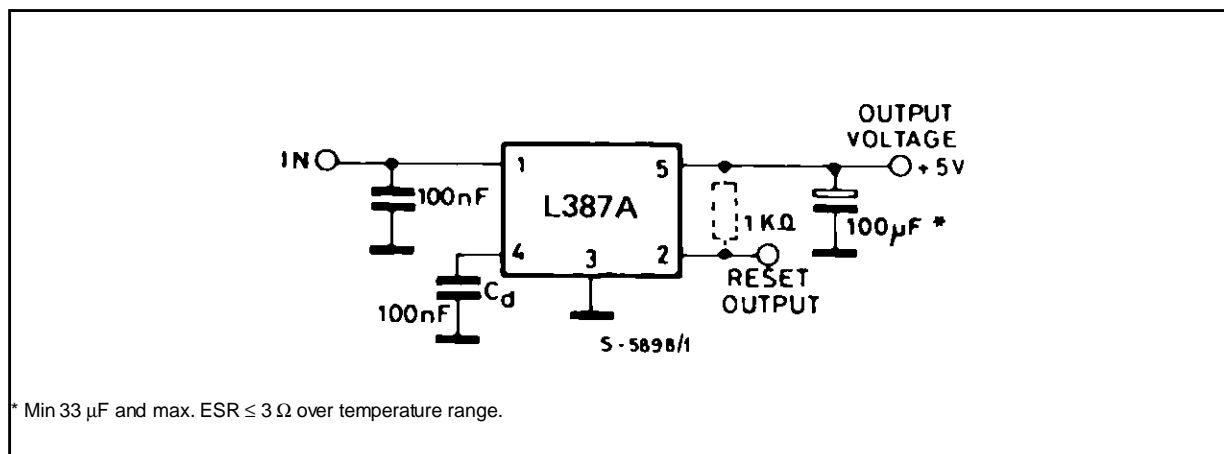 OUTPUT
VOLTAGE
IN
1
5
+5V
100nF
L387A
1KΩ
100µF *
4
3
2
Cd
100nF
RESET
OUTPUT
S-5898/1
* Min 33 µF and max. ESR ≤ 3 Ω over temperature range.